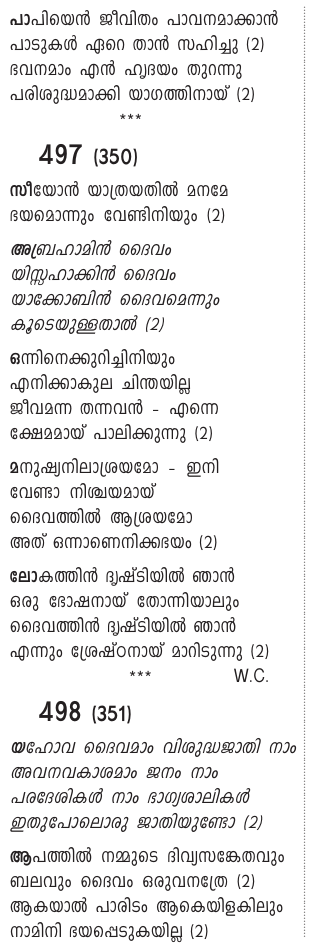 പാപിയെൻ ജീവിതം പാവനമാക്കാൻ
പാടുകൾ ഏറെ താൻ സഹിച്ചു (2)
ഭവനമാം എൻ ഹൃദയം തുറന്നു
പരിശുദ്ധമാക്കി യാഗത്തിനായ് (2)
***
497 (350)
സീയോൻ യാത്രയതിൽ മനമേ
ഭയമൊന്നും വേണ്ടിനിയും (2)
അബ്രഹാമിൻ ദൈവം
യിസ്സഹാക്കിൻ ദൈവം
യാക്കോബിൻ ദൈവമെന്നും
കൂടെയുള്ളതാൽ (2)
ഒന്നിനെക്കുറിച്ചിനിയും
എനിക്കാകുല ചിന്തയില്ല
ജീവമന്ന തന്നവൻ - എന്നെ
ക്ഷേമമായ് പാലിക്കുന്നു (2)
മനുഷ്യനിലാശ്രയമോ - ഇനി
വേണ്ടാ നിശ്ചയമായ്
ദൈവത്തിൽ ആശ്രയമോ
അത് ഒന്നാണെനിക്കഭയം (2)
ലോകത്തിൻ ദൃഷ്ടിയിൽ ഞാൻ
ഒരു ഭോഷനായ് തോന്നിയാലും
ദൈവത്തിൻ ദൃഷ്ടിയിൽ ഞാൻ
എന്നും ശ്രേഷ്ഠനായ് മാറിടുന്നു (2)
*** W.C.
498 (351)
യഹോവ ദൈവമാം വിശുദ്ധജാതി നാം
അവനവകാശമാം ജനം നാം
പരദേശികൾ നാം ഭാഗ്യശാലികൾ
ഇതുപോലൊരു ജാതിയുണ്ടോ (2)
ആപത്തിൽ നമ്മുടെ ദിവ്യസങ്കേതവും
ബലവും ദൈവം ഒരുവനത്രേ (2)
ആകയാൽ പാരിടം ആകെയിളകിലും
നാമിനി ഭയപ്പെടുകയില്ല (2)